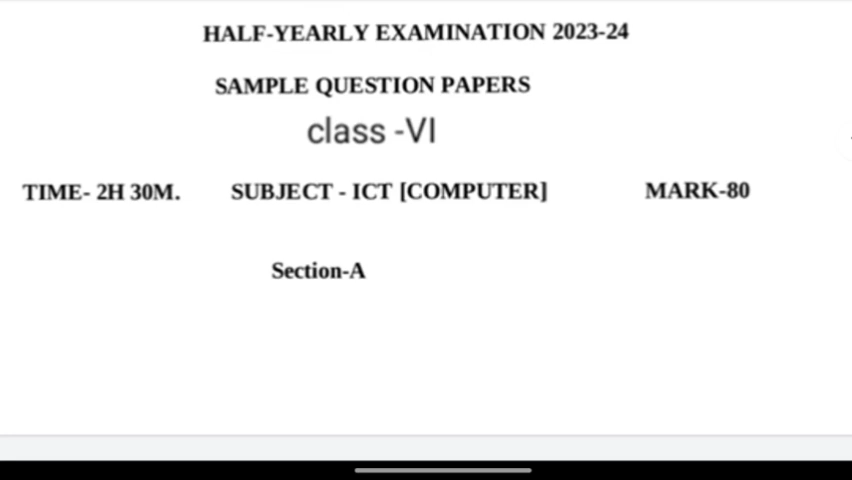 HALF-YEARLY EXAMINATION 2023-24
SAMPLE QUESTION PAPERS
class -VI
TIME- 2H 30M. SUBJECT - ICT [COMPUTER] MARK-80
Section-A